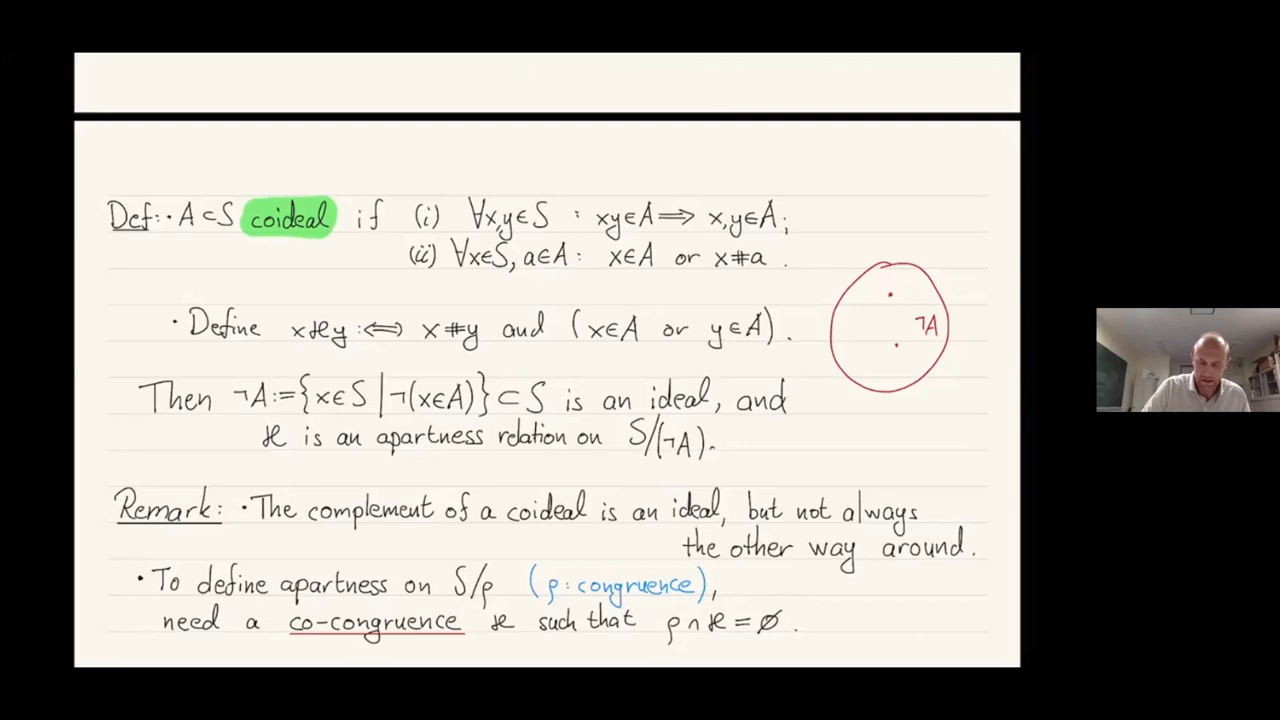 Def: · A⊂S coideal if (i) ∀x,y∈S : xy∈A ⟹ x,y∈A;
(ii) ∀x∈S, a∈A : x∈A or x#a .
· Define xϰy :⟺ x#y and (x∈A or y∈A).
¬A
Then ¬A:={x∈S | ¬(x∈A)} ⊂ S is an ideal, and
ϰ is an apartness relation on S/(¬A).
Remark: · The complement of a coideal is an ideal, but not always
the other way around.
· To define apartness on S/ρ (ρ: congruence),
need a co-congruence ϰ such that ρ∩ϰ=∅.